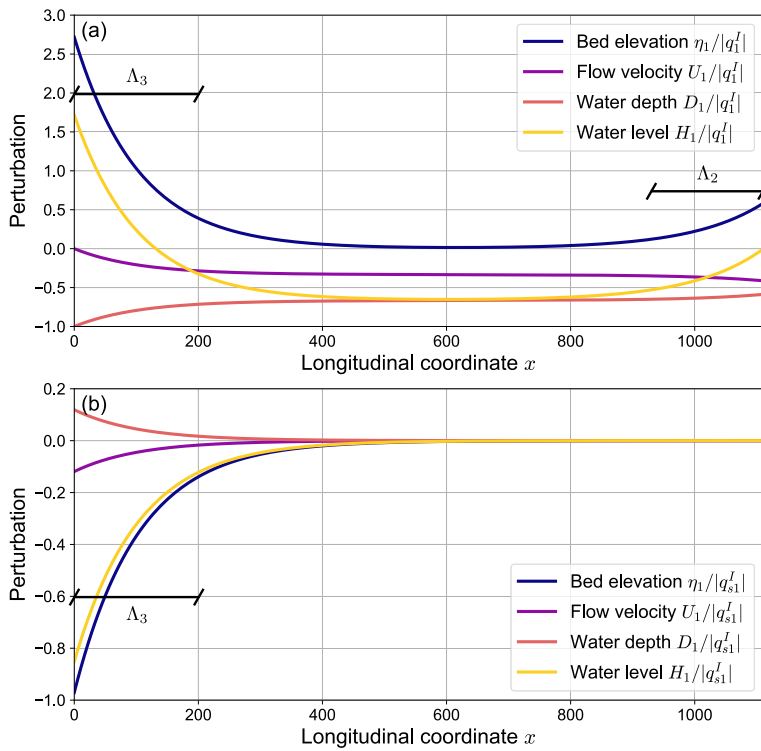 (a)
3.0
2.5
2.0
1.5
1.0
0.5
0.0
−0.5
−1.0
Perturbation
Λ₃
Λ₂
Bed elevation η₁/|q₁ᴵ|
Flow velocity U₁/|q₁ᴵ|
Water depth D₁/|q₁ᴵ|
Water level H₁/|q₁ᴵ|
0 200 400 600 800 1000
Longitudinal coordinate x
(b)
0.2
0.0
−0.2
−0.4
−0.6
−0.8
−1.0
Perturbation
Λ₃
Bed elevation η₁/|qₛ₁ᴵ|
Flow velocity U₁/|qₛ₁ᴵ|
Water depth D₁/|qₛ₁ᴵ|
Water level H₁/|qₛ₁ᴵ|
0 200 400 600 800 1000
Longitudinal coordinate x